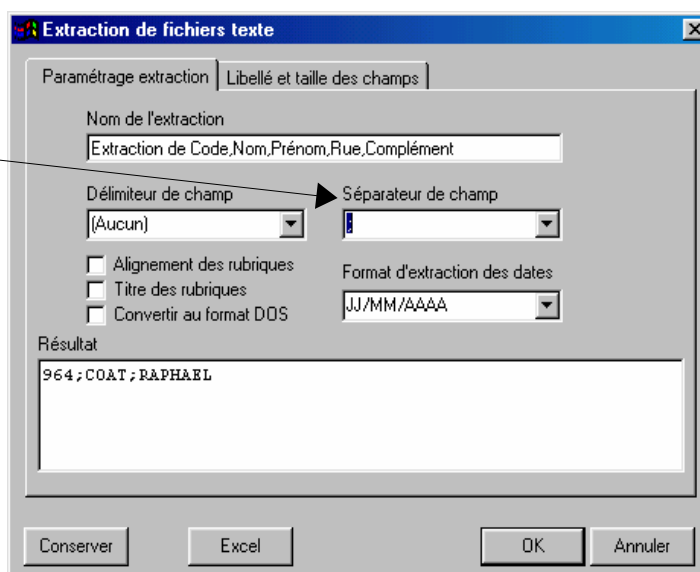 Extraction de fichiers texte
Paramétrage extraction
Libellé et taille des champs
Nom de l'extraction
Extraction de Code,Nom,Prénom,Rue,Complément
Délimiteur de champ
Séparateur de champ
(Aucun)
;
Alignement des rubriques
Titre des rubriques
Convertir au format DOS
Format d'extraction des dates
JJ/MM/AAAA
Résultat
964;COAT;RAPHAEL
Conserver
Excel
OK
Annuler